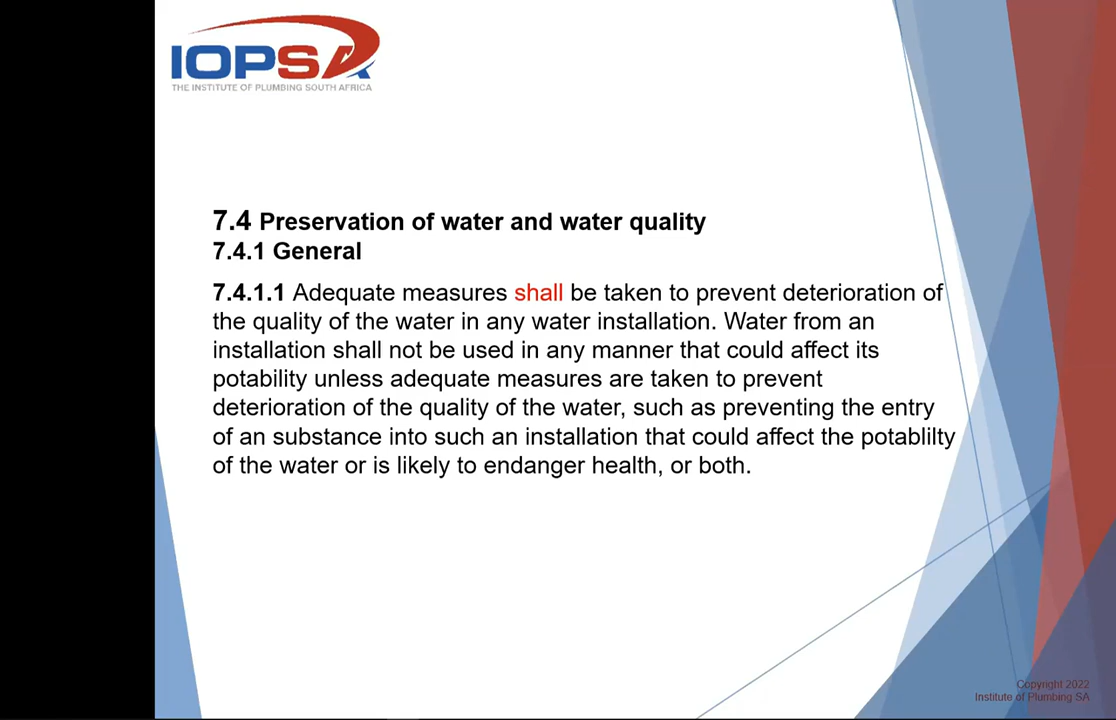 IOPSA
THE INSTITUTE OF PLUMBING SOUTH AFRICA
7.4 Preservation of water and water quality
7.4.1 General
7.4.1.1 Adequate measures shall be taken to prevent deterioration of
the quality of the water in any water installation. Water from an
installation shall not be used in any manner that could affect its
potability unless adequate measures are taken to prevent
deterioration of the quality of the water, such as preventing the entry
of an substance into such an installation that could affect the potablilty
of the water or is likely to endanger health, or both.
Copyright 2022
Institute of Plumbing SA